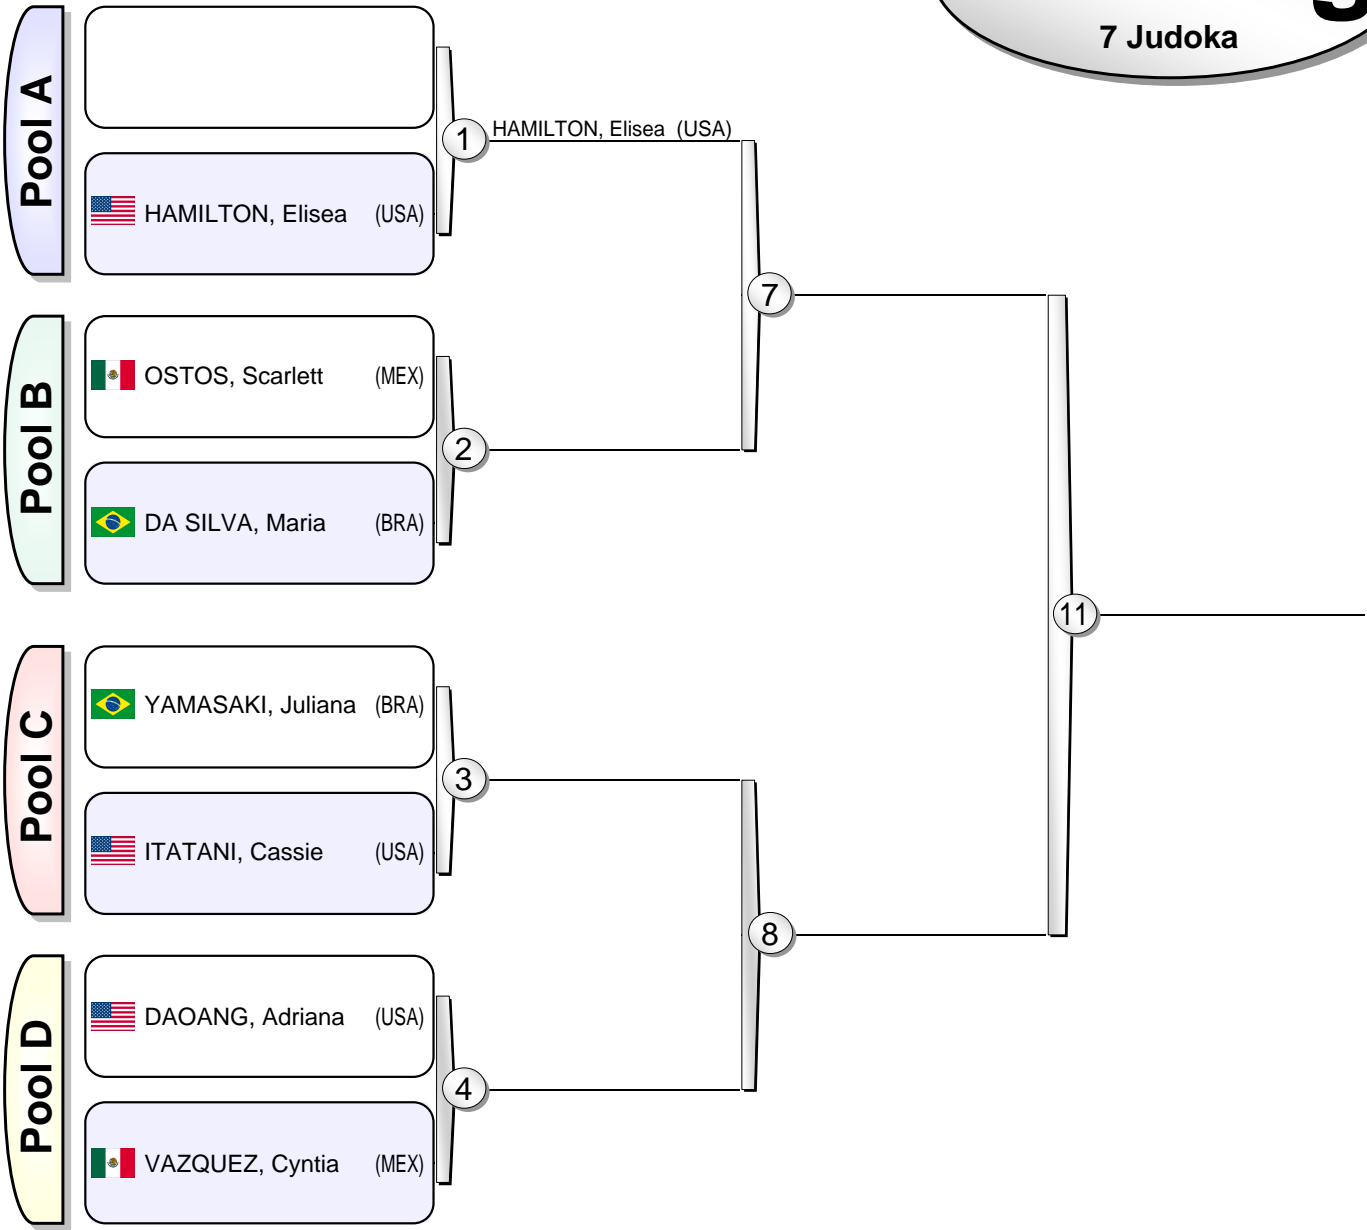 7 Judoka
Pool A
1
HAMILTON, Elisea (USA)
HAMILTON, Elisea (USA)
7
Pool B
OSTOS, Scarlett (MEX)
2
DA SILVA, Maria (BRA)
11
Pool C
YAMASAKI, Juliana (BRA)
3
ITATANI, Cassie (USA)
8
Pool D
DAOANG, Adriana (USA)
4
VAZQUEZ, Cyntia (MEX)